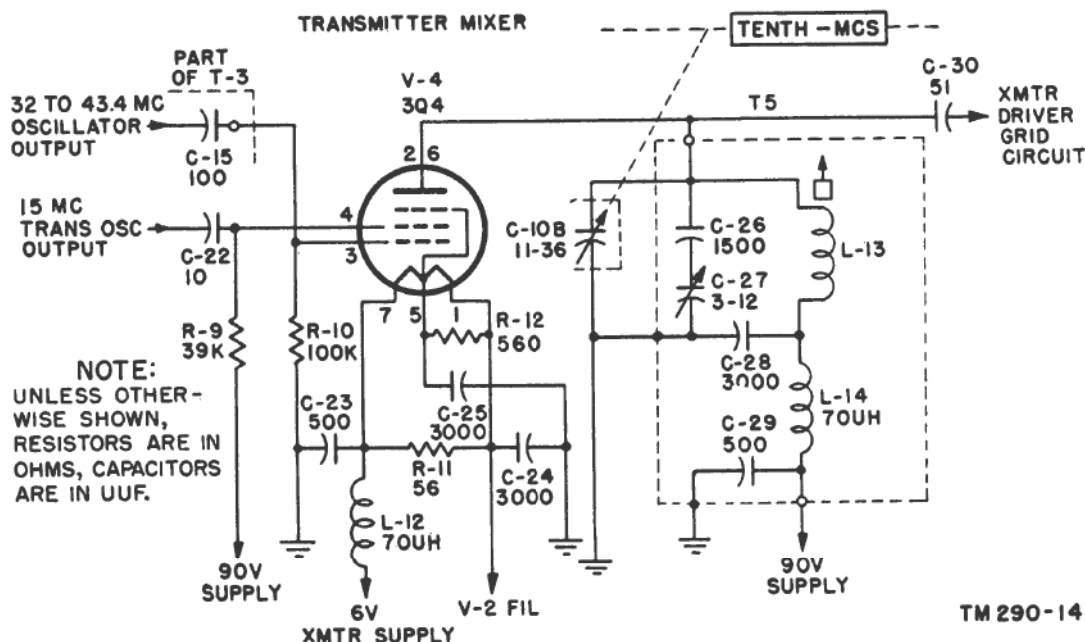 TRANSMITTER MIXER
TENTH-MCS
PART
OF T-3
V-4
3Q4
C-30
51
32 TO 43.4 MC
OSCILLATOR
OUTPUT
T5
XMTR
DRIVER
GRID
CIRCUIT
C-15
100
2 6
15 MC
TRANS OSC
OUTPUT
4
3
C-22
10
C-10B
11-36
C-26
1500
L-13
C-27
3-12
7
5
1
R-12
560
R-9
39K
R-10
100K
C-28
3000
NOTE:
UNLESS OTHER-
WISE SHOWN,
RESISTORS ARE IN
OHMS, CAPACITORS
ARE IN UUF.
C-23
500
C-25
3000
L-14
70UH
C-29
500
R-11
56
C-24
3000
L-12
70UH
90V
SUPPLY
6V
XMTR SUPPLY
V-2 FIL
90V
SUPPLY
TM 290-14